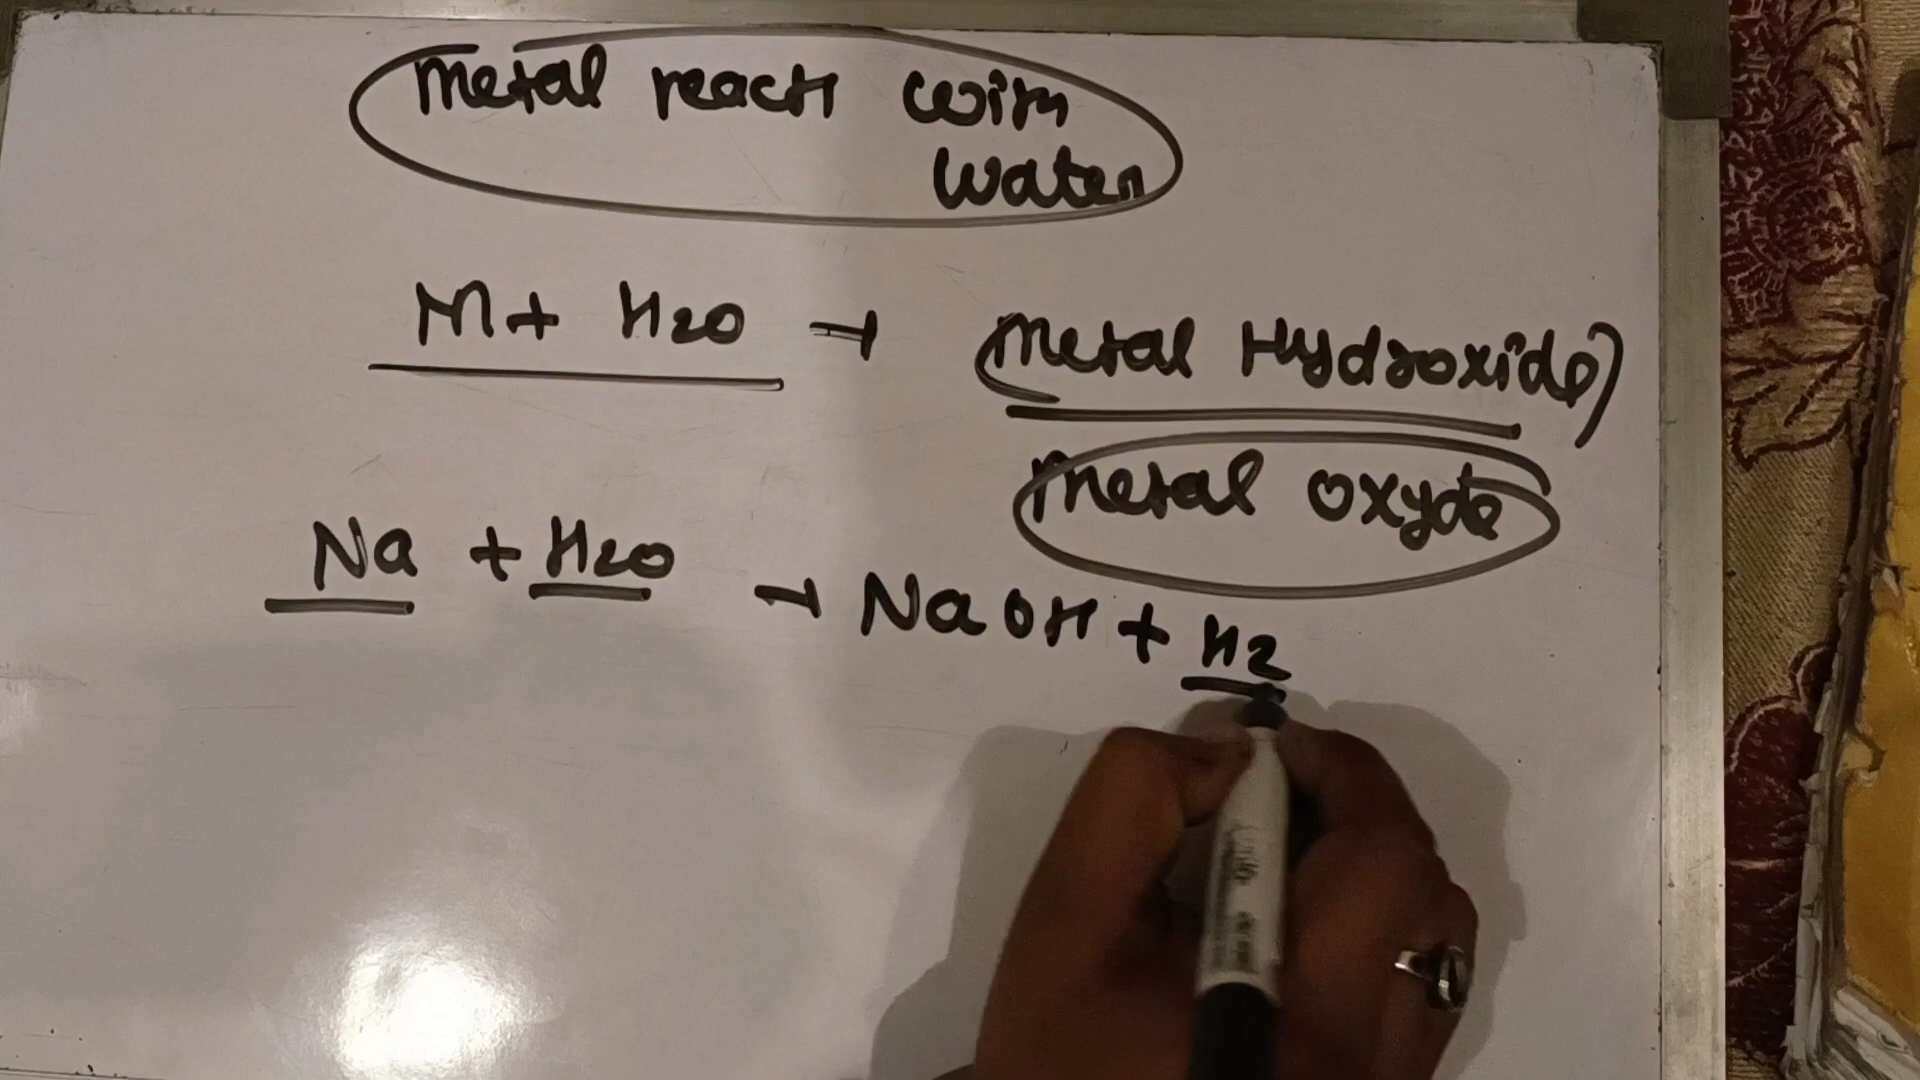 Metal react with
water
M + H2O → Metal Hydroxide)
Metal oxyde
Na + H2O → NaOH + H2